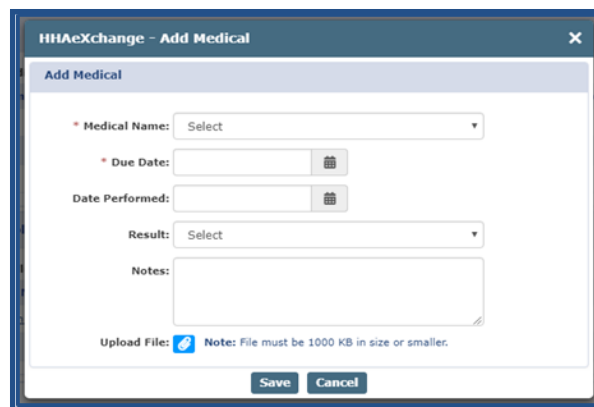 HHAeXchange - Add Medical
Add Medical
* Medical Name: Select
* Due Date:
Date Performed:
Result: Select
Notes:
Upload File: Note: File must be 1000 KB in size or smaller.
Save Cancel